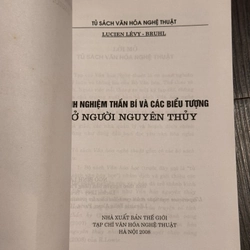 TỦ SÁCH VĂN HÓA NGHỆ THUẬT
LUCIEN LÉVY - BRUHL
NGHIỆM THẦN BÍ VÀ CÁC BIỂU TƯỢNG
Ở NGƯỜI NGUYÊN THỦY
NHÀ XUẤT BẢN THẾ GIỚI
TẠP CHÍ VĂN HÓA NGHỆ THUẬT
HÀ NỘI 2008